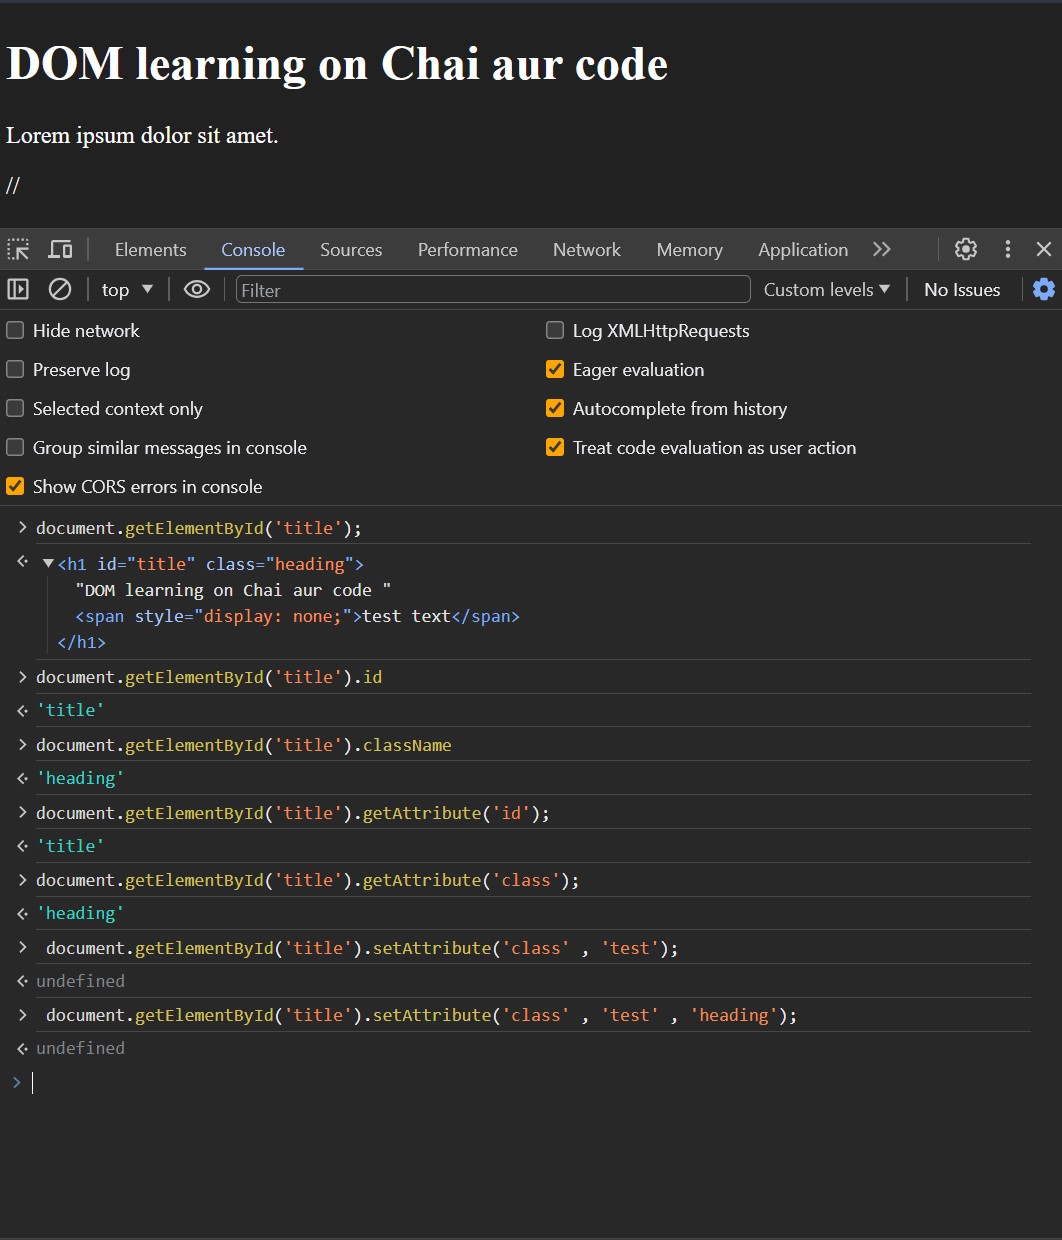 DOM learning on Chai aur code
Lorem ipsum dolor sit amet.
//
Elements Console Sources Performance Network Memory Application
top Filter Custom levels No Issues
Hide network Log XMLHttpRequests
Preserve log Eager evaluation
Selected context only Autocomplete from history
Group similar messages in console Treat code evaluation as user action
Show CORS errors in console
document.getElementById('title');
<h1 id="title" class="heading">
"DOM learning on Chai aur code "
<span style="display: none;">test text</span>
</h1>
document.getElementById('title').id
'title'
document.getElementById('title').className
'heading'
document.getElementById('title').getAttribute('id');
'title'
document.getElementById('title').getAttribute('class');
'heading'
document.getElementById('title').setAttribute('class' , 'test');
undefined
document.getElementById('title').setAttribute('class' , 'test' , 'heading');
undefined